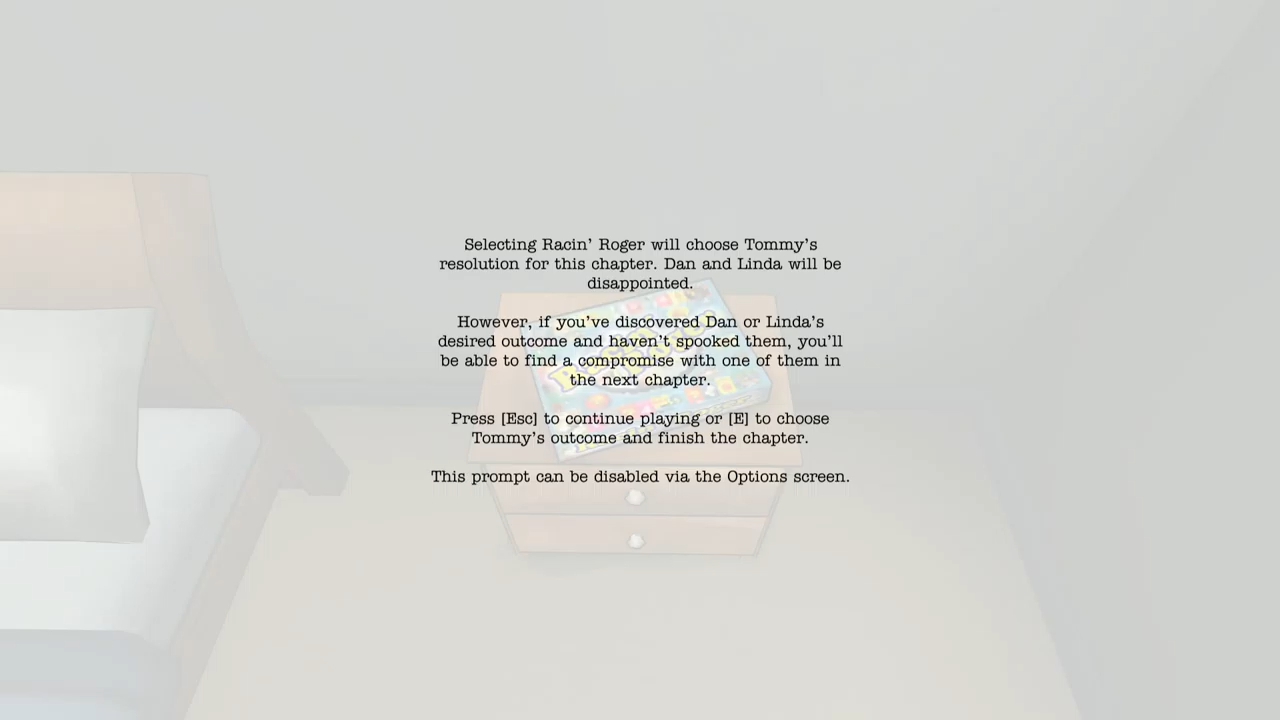 Selecting Racin’ Roger will choose Tommy’s
resolution for this chapter. Dan and Linda will be
disappointed.
However, if you’ve discovered Dan or Linda’s
desired outcome and haven’t spooked them, you’ll
be able to find a compromise with one of them in
the next chapter.
Press [Esc] to continue playing or [E] to choose
Tommy’s outcome and finish the chapter.
This prompt can be disabled via the Options screen.